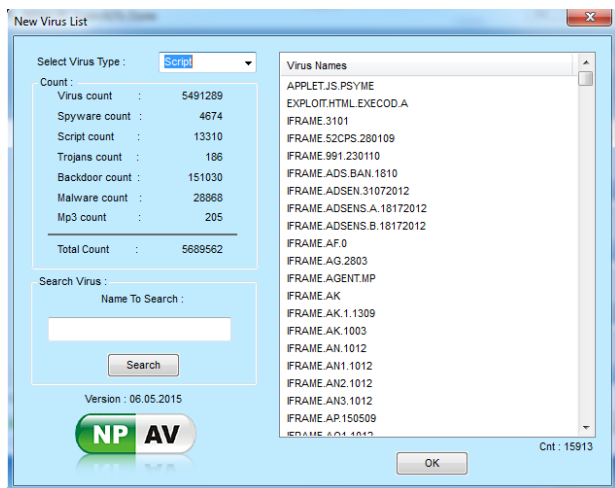 New Virus List
Select Virus Type : Script
Count :
Virus count : 5491289
Spyware count : 4674
Script count : 13310
Trojans count : 186
Backdoor count : 151030
Malware count : 28868
Mp3 count : 205
Total Count : 5689562
Search Virus :
Name To Search :
Search
Version : 06.05.2015
NP AV
Virus Names
APPLET.JS.PSYME
EXPLOIT.HTML.EXECOD.A
IFRAME.3101
IFRAME.52CPS.280109
IFRAME.991.230110
IFRAME.ADS.BAN.1810
IFRAME.ADSEN.31072012
IFRAME.ADSENS.A.18172012
IFRAME.ADSENS.B.18172012
IFRAME.AF.0
IFRAME.AG.2803
IFRAME.AGENT.MP
IFRAME.AK
IFRAME.AK.1.1309
IFRAME.AK.1003
IFRAME.AN.1012
IFRAME.AN1.1012
IFRAME.AN2.1012
IFRAME.AN3.1012
IFRAME.AP.150509
IFRAME.AQ1.1012
Cnt : 15913
OK